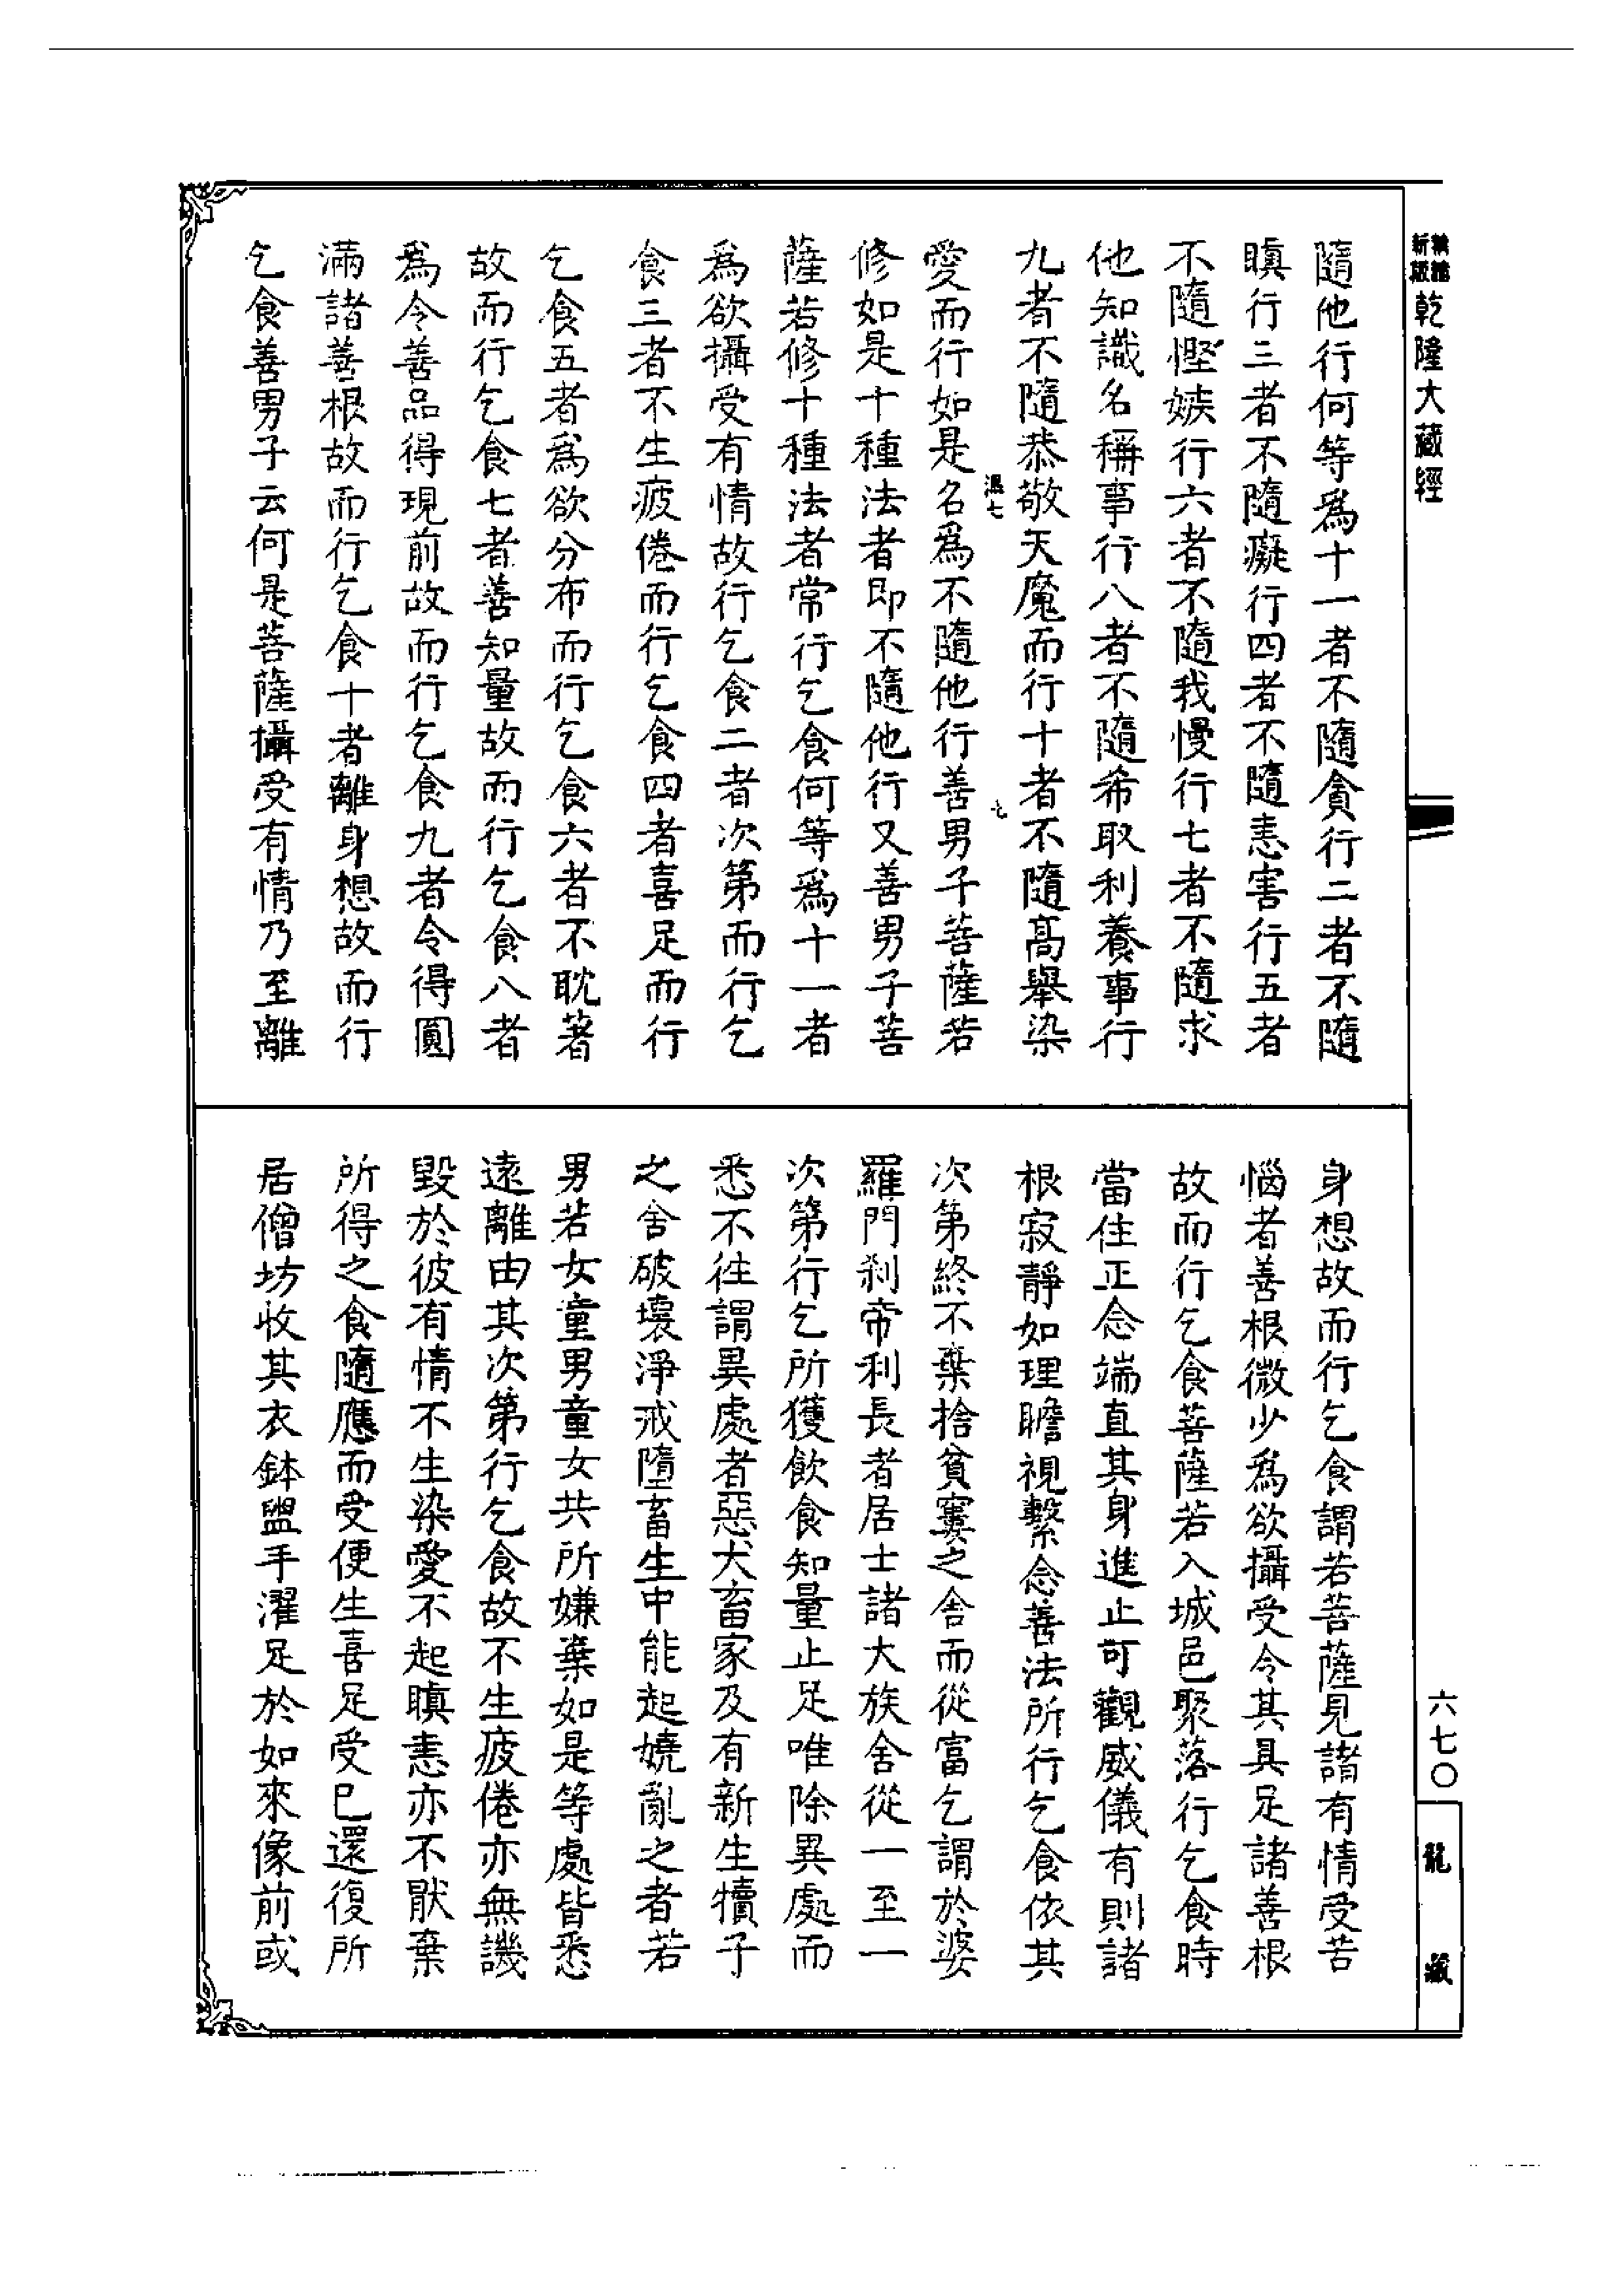 乾隆大藏經
隨他行何等爲十一者不隨貪行二者不隨
瞋行三者不隨癡行四者不隨恚害行五者
不隨慳嫉行六者不隨我慢行七者不隨求
他知識名稱事行八者不隨希取利養事行
九者不隨恭敬天魔而行十者不隨高舉染
愛而行如是名爲不隨他行善男子菩薩若
修如是十種法者即不隨他行又善男子菩
薩若修十種法者常行乞食何等爲十一者
爲欲攝受有情故行乞食二者次第而行乞
食三者不生疲倦而行乞食四者喜足而行
乞食五者爲欲分布而行乞食六者不耽著
故而行乞食七者善知量故而行乞食八者
爲令善品得現前故而行乞食九者令得圓
滿諸善根故而行乞食十者離身想故而行
乞食善男子云何是菩薩攝受有情乃至離
身想故而行乞食謂若菩薩見諸有情受苦
惱者善根微少爲欲攝受令其具足諸善根
故而行乞食菩薩若入城邑聚落行乞食時
當住正念端直其身進止可觀威儀有則諸
根寂靜如理瞻視繫念善法所行乞食依其
次第終不棄捨貧窶之舍而從富乞謂於婆
羅門剎帝利長者居士諸大族舍從一至一
次第行乞所獲飲食知量止足唯除異處而
悉不往謂異處者惡犬畜家及有新生犢子
之舍破壞淨戒墮畜生中能起嬈亂之者若
男若女童男童女共所嫌棄如是等處皆悉
遠離由其次第行乞食故不生疲倦亦無譏
毀於彼有情不生染愛不起瞋恚亦不猒棄
所得之食隨應而受便生喜足受已還復所
居僧坊收其衣鉢盥手濯足於如來像前或
六七〇
龍藏